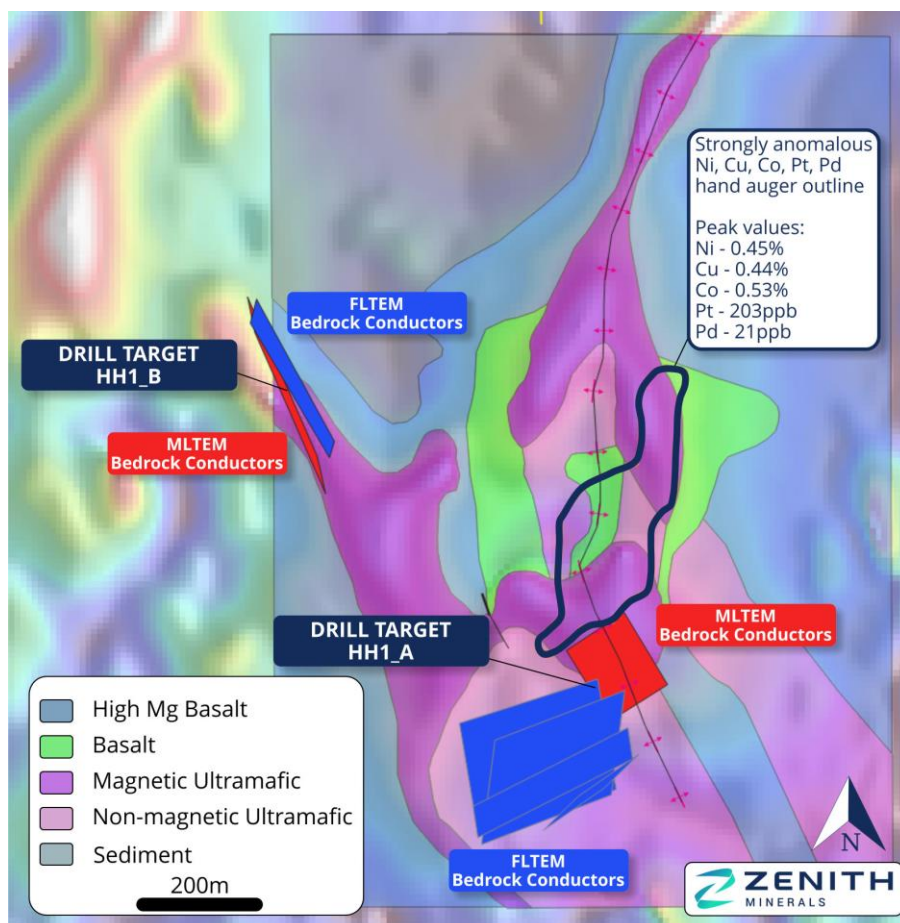 Strongly anomalous
Ni, Cu, Co, Pt, Pd
hand auger outline
Peak values:
Ni - 0.45%
Cu - 0.44%
Co - 0.53%
Pt - 203ppb
Pd - 21ppb
FLTEM
Bedrock Conductors
DRILL TARGET
HH1_B
MLTEM
Bedrock Conductors
DRILL TARGET
HH1_A
MLTEM
Bedrock Conductors
High Mg Basalt
Basalt
Magnetic Ultramafic
Non-magnetic Ultramafic
Sediment
200m
FLTEM
Bedrock Conductors
N
ZENITH
MINERALS